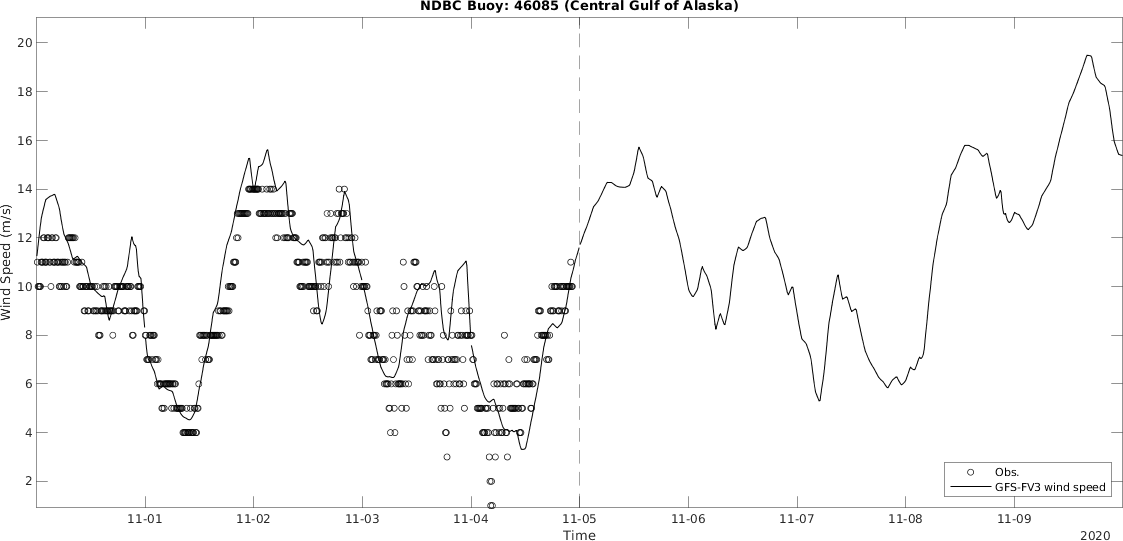 NDBC Buoy: 46085 (Central Gulf of Alaska)
20
18
16
14
12
10
8
6
4
2
Wind Speed (m/s)
Obs.
GFS-FV3 wind speed
11-01 11-02 11-03 11-04 11-05 11-06 11-07 11-08 11-09
Time
2020